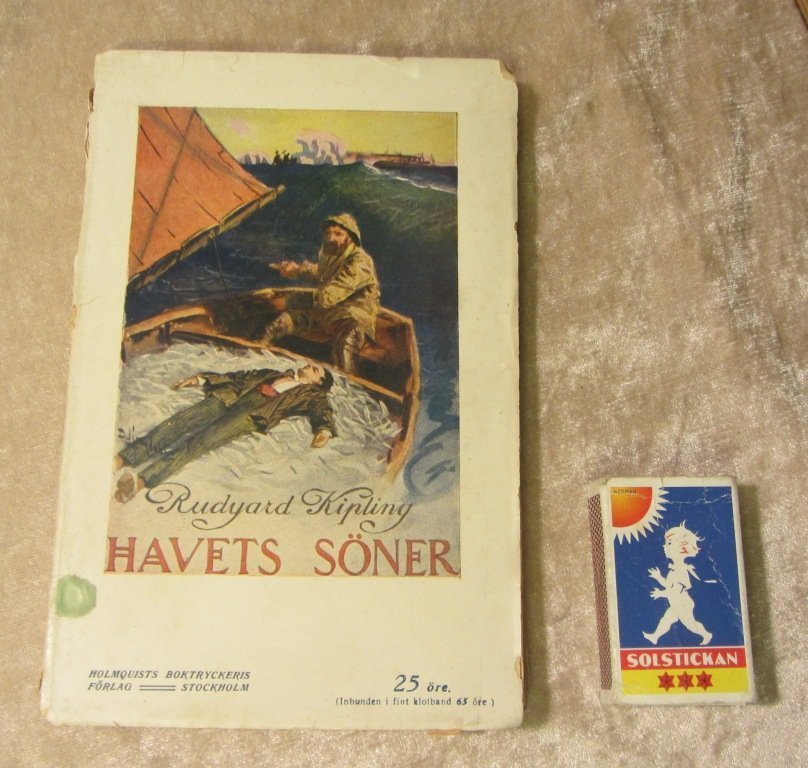 Rudyard Kipling
HAVETS SÖNER
HOLMQUISTS BOKTRYCKERIS
FÖRLAG STOCKHOLM
25 öre.
(Inbunden i fint klotband 65 öre)
SOLSTICKAN